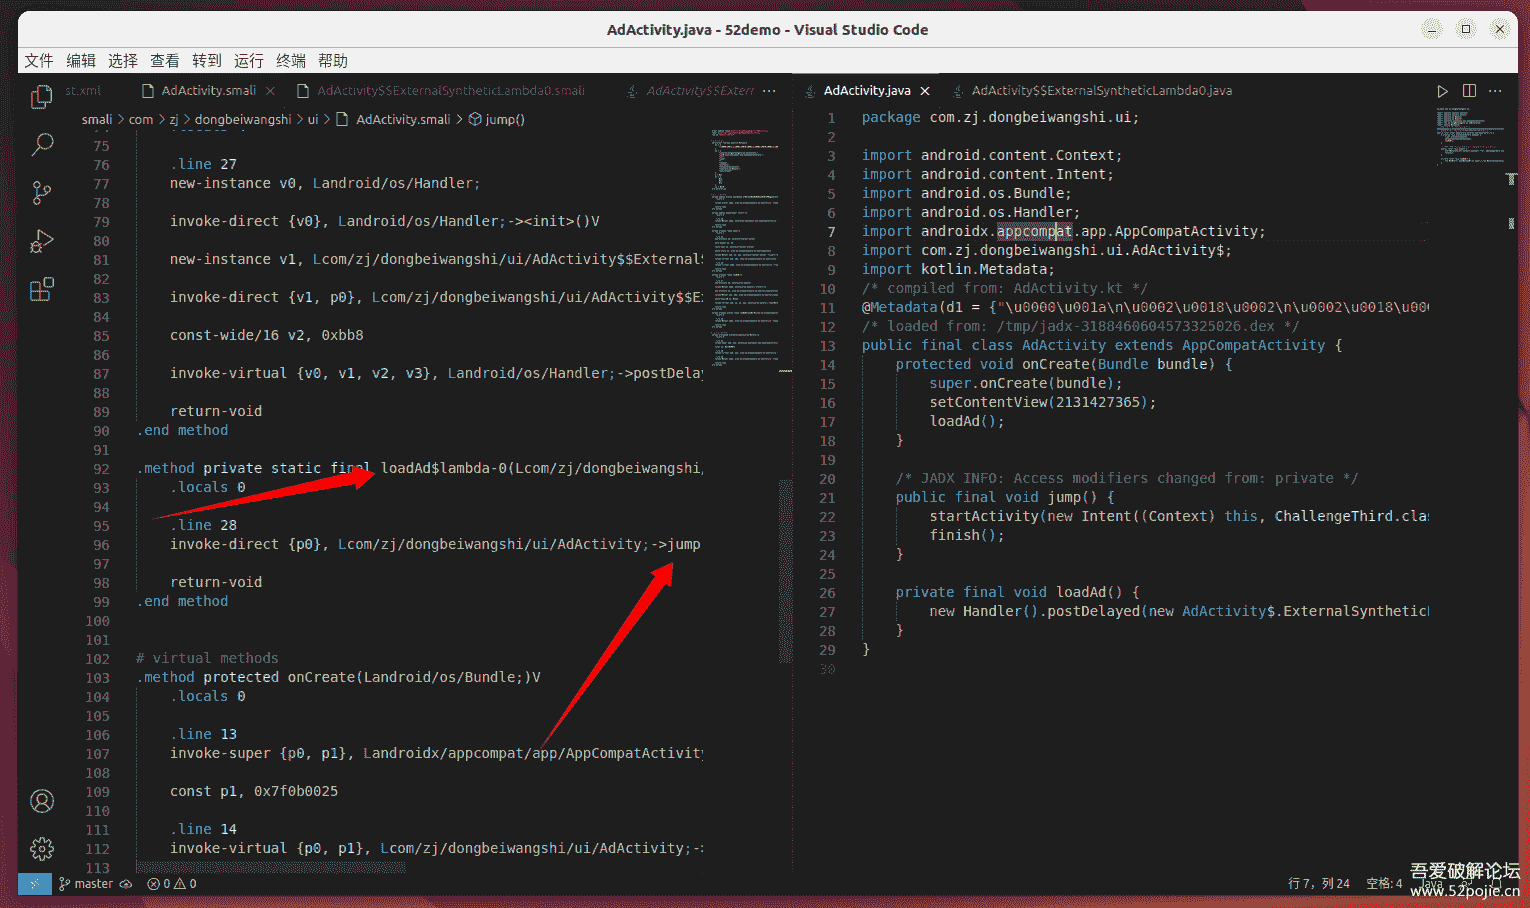 AdActivity.java - 52demo - Visual Studio Code
文件 编辑 选择 查看 转到 运行 终端 帮助
st.xml AdActivity.smali AdActivity$$ExternalSyntheticLambda0.smali AdActivity$$Exterr
smali > com > zj > dongbeiwangshi > ui > AdActivity.smali > jump()
75
76 .line 27
77 new-instance v0, Landroid/os/Handler;
78
79 invoke-direct {v0}, Landroid/os/Handler;-><init>()V
80
81 new-instance v1, Lcom/zj/dongbeiwangshi/ui/AdActivity$$External$
82
83 invoke-direct {v1, p0}, Lcom/zj/dongbeiwangshi/ui/AdActivity$$E
84
85 const-wide/16 v2, 0xbb8
86
87 invoke-virtual {v0, v1, v2, v3}, Landroid/os/Handler;->postDela
88
89 return-void
90 .end method
91
92 .method private static final loadAd$lambda-0(Lcom/zj/dongbeiwangshi
93 .locals 0
94
95 .line 28
96 invoke-direct {p0}, Lcom/zj/dongbeiwangshi/ui/AdActivity;->jump
97
98 return-void
99 .end method
100
101
102 # virtual methods
103 .method protected onCreate(Landroid/os/Bundle;)V
104 .locals 0
105
106 .line 13
107 invoke-super {p0, p1}, Landroidx/appcompat/app/AppCompatActivity
108
109 const p1, 0x7f0b0025
110
111 .line 14
112 invoke-virtual {p0, p1}, Lcom/zj/dongbeiwangshi/ui/AdActivity;->
113
AdActivity.java AdActivity$$ExternalSyntheticLambda0.java
1 package com.zj.dongbeiwangshi.ui;
2
3 import android.content.Context;
4 import android.content.Intent;
5 import android.os.Bundle;
6 import android.os.Handler;
7 import androidx.appcompat.app.AppCompatActivity;
8 import com.zj.dongbeiwangshi.ui.AdActivity$;
9 import kotlin.Metadata;
10 /* compiled from: AdActivity.kt */
11 @Metadata(d1 = {"\u0000\u001a\n\u0002\u0018\u0002\n\u0002\u0018\u000
12 /* loaded from: /tmp/jadx-3188460604573325026.dex */
13 public final class AdActivity extends AppCompatActivity {
14 protected void onCreate(Bundle bundle) {
15 super.onCreate(bundle);
16 setContentView(2131427365);
17 loadAd();
18 }
19
20 /* JADX INFO: Access modifiers changed from: private */
21 public final void jump() {
22 startActivity(new Intent((Context) this, ChallengeThird.clas
23 finish();
24 }
25
26 private final void loadAd() {
27 new Handler().postDelayed(new AdActivity$.ExternalSynthetic
28 }
29 }
30
master 0 0
行 7，列 24 空格: 4 Java
吾爱破解论坛
www.52pojie.cn